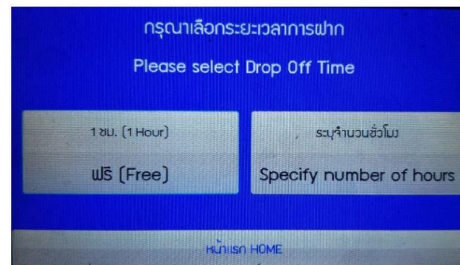 กรุณาเลือกระยะเวลาการฝาก
Please select Drop Off Time
1 ชม. (1 Hour)
ฟรี (Free)
ระบุจำนวนชั่วโมง
Specify number of hours
หน้าแรก HOME